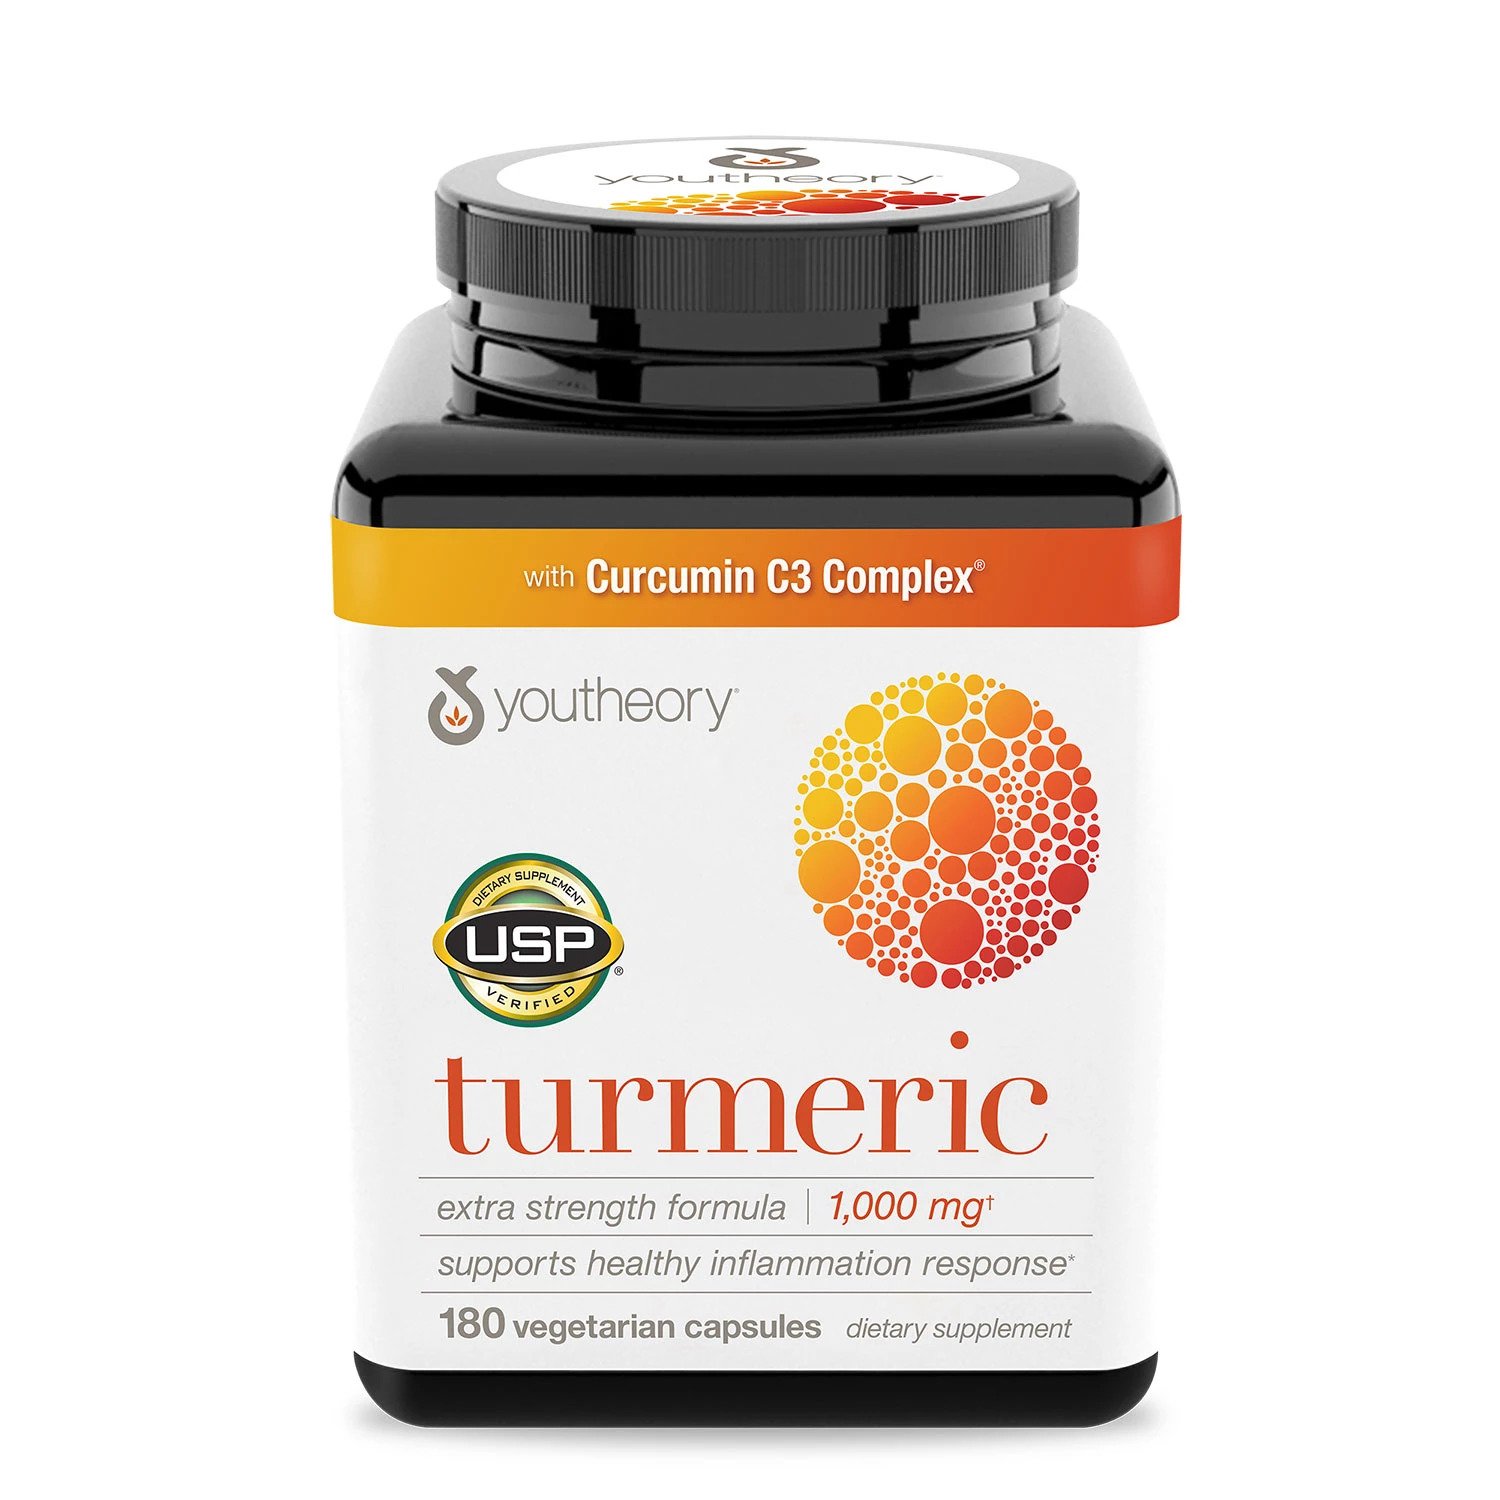 youtheory
with Curcumin C3 Complex®
youtheory®
DIETARY SUPPLEMENT
USP
VERIFIED
®
turmeric
extra strength formula | 1,000 mg†
supports healthy inflammation response*
180 vegetarian capsules dietary supplement